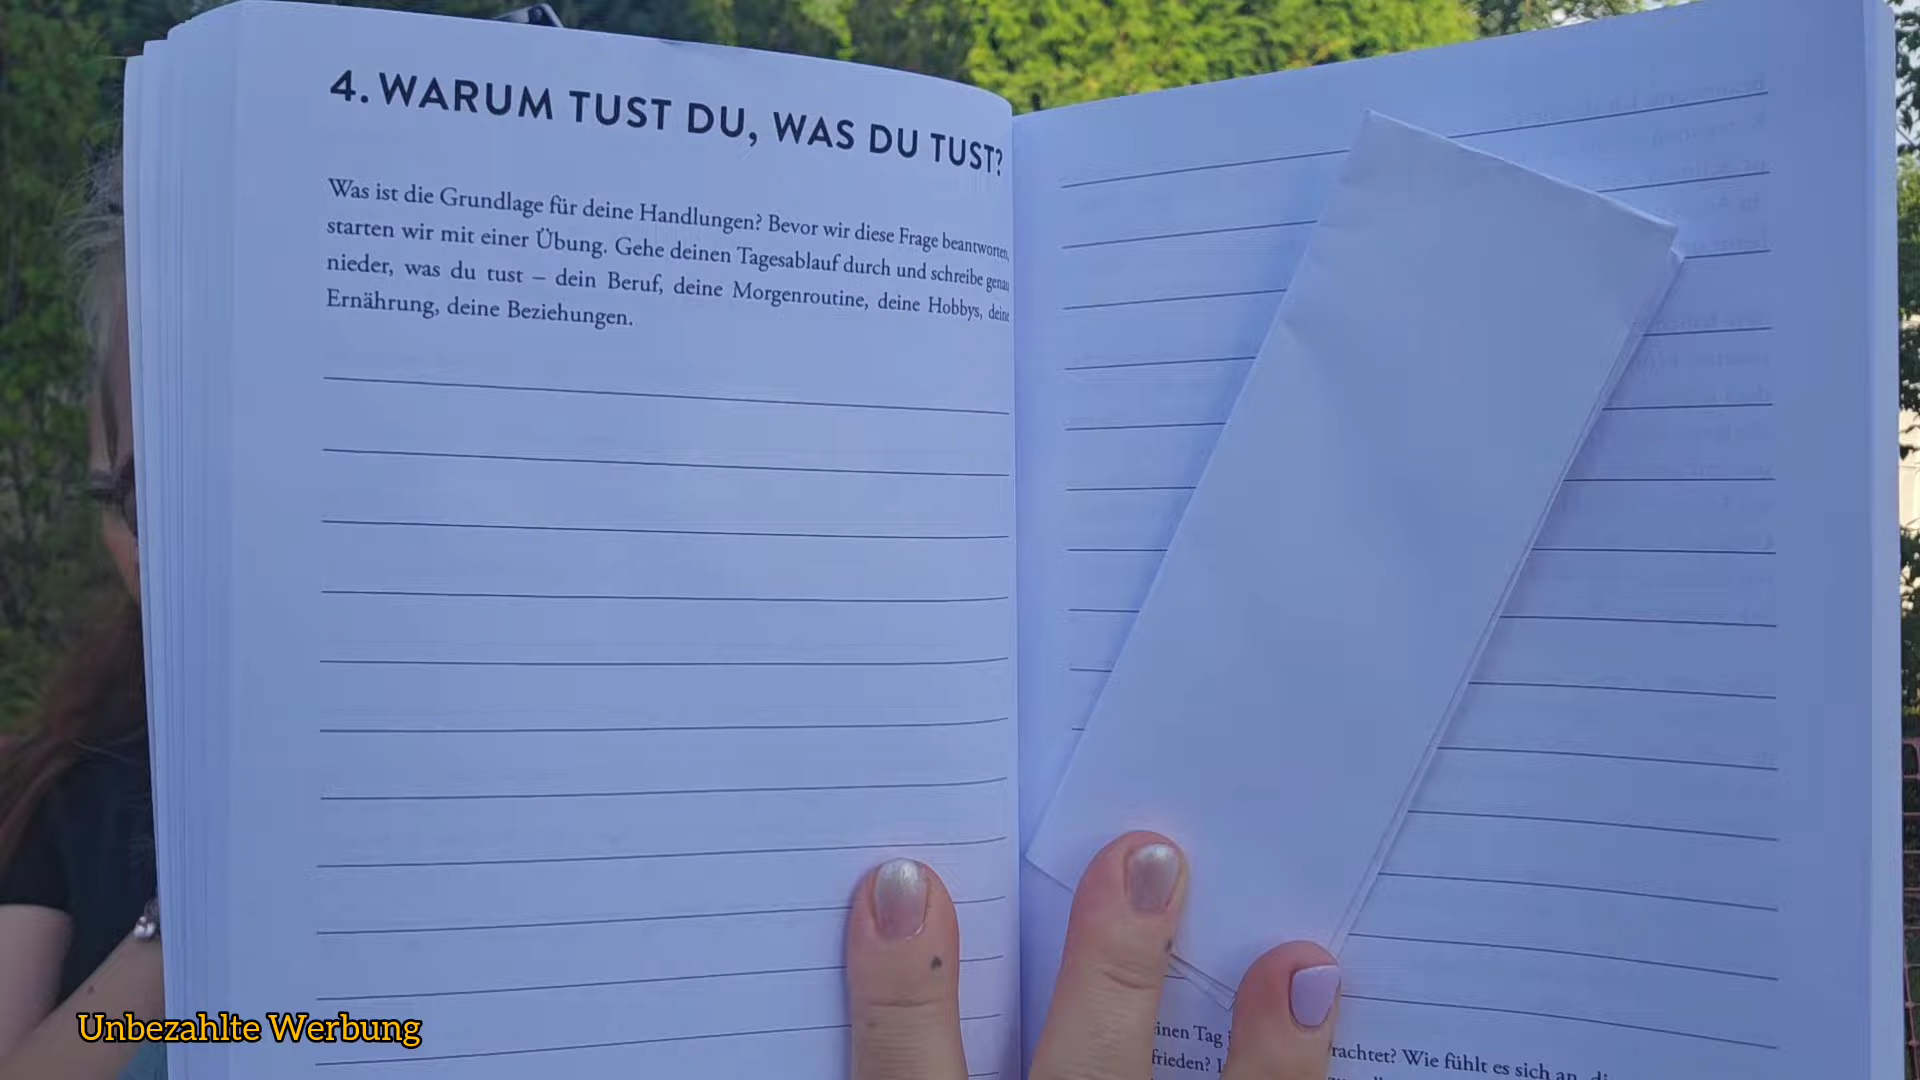 4. WARUM TUST DU, WAS DU TUST?
Was ist die Grundlage für deine Handlungen? Bevor wir diese Frage beantworten,
starten wir mit einer Übung. Gehe deinen Tagesablauf durch und schreibe genau
nieder, was du tust – dein Beruf, deine Morgenroutine, deine Hobbys, deine
Ernährung, deine Beziehungen.
einen Tag
rachtet? Wie fühlt es sich an,
frieden?
Unbezahlte Werbung